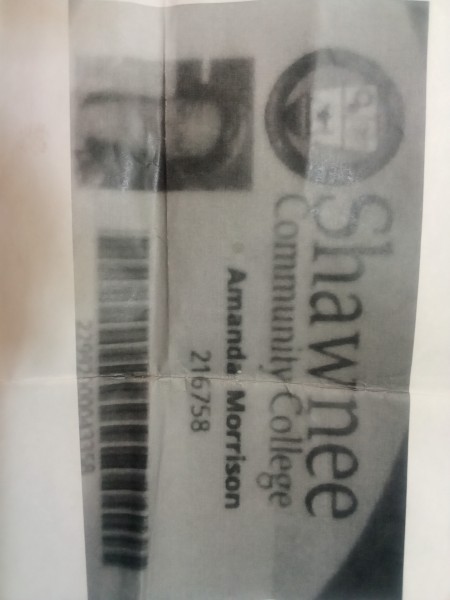 Shawnee
Community College
Amanda Morrison
216758